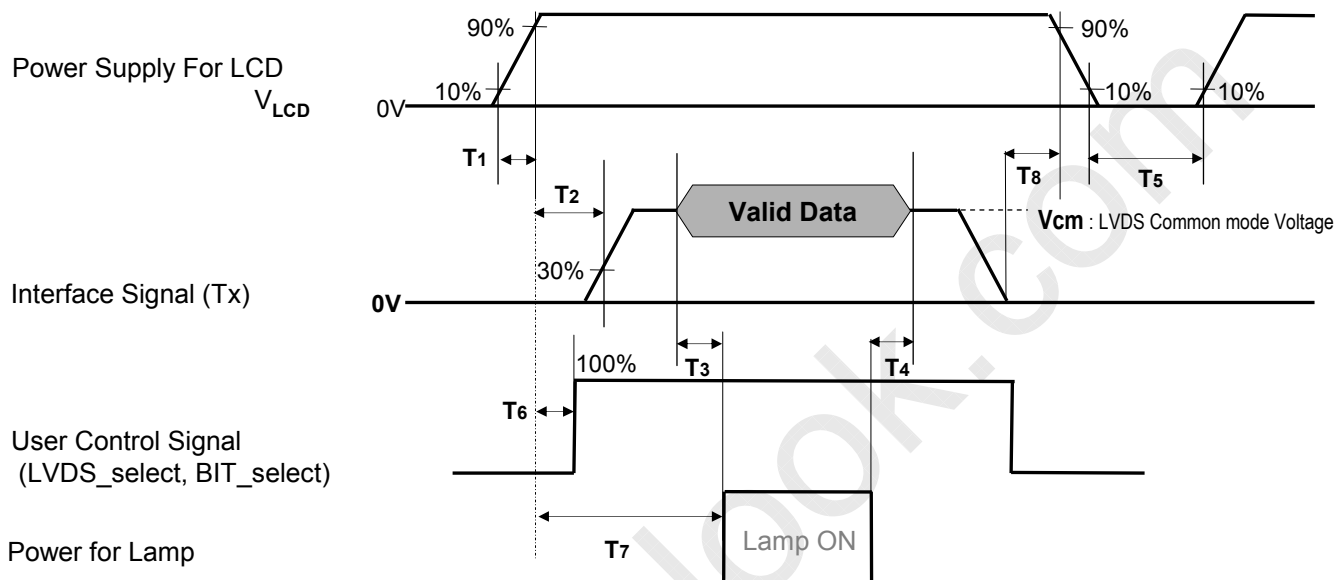 90%
90%
Power Supply For LCD
VLCD
10%
10%
10%
0V
T1
T2
T8
T5
Valid Data
Vcm : LVDS Common mode Voltage
30%
Interface Signal (Tx)
0V
T3
T4
100%
T6
User Control Signal
(LVDS_select, BIT_select)
T7
Lamp ON
Power for Lamp
look.com